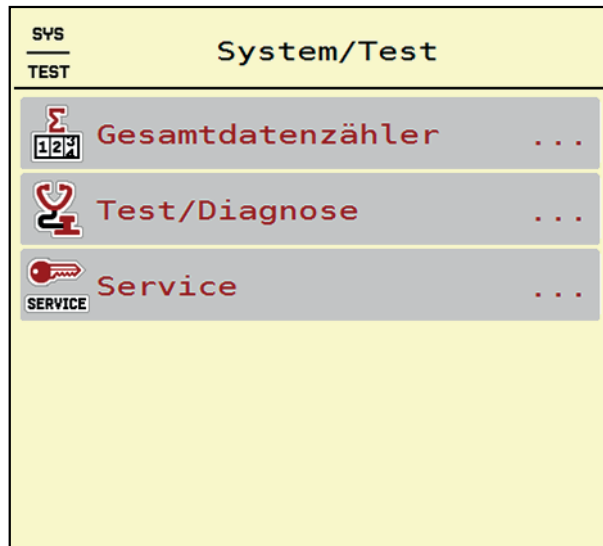 SYS
TEST
System/Test
Gesamtdatenzähler ...
Test/Diagnose ...
Service ...
SERVICE